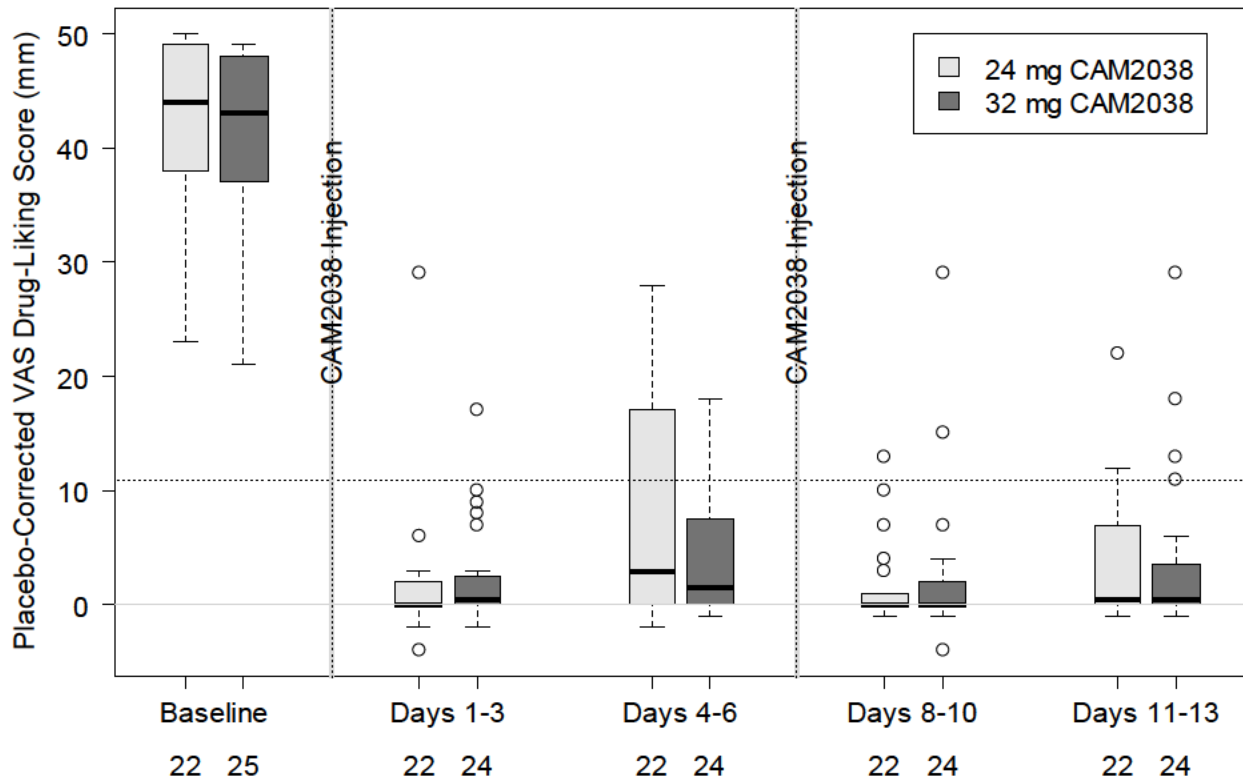 Placebo-Corrected VAS Drug-Liking Score (mm)
50
40
30
20
10
0
CAM2038 Injection
CAM2038 Injection
24 mg CAM2038
32 mg CAM2038
Baseline Days 1-3 Days 4-6 Days 8-10 Days 11-13
22 25 22 24 22 24 22 24 22 24